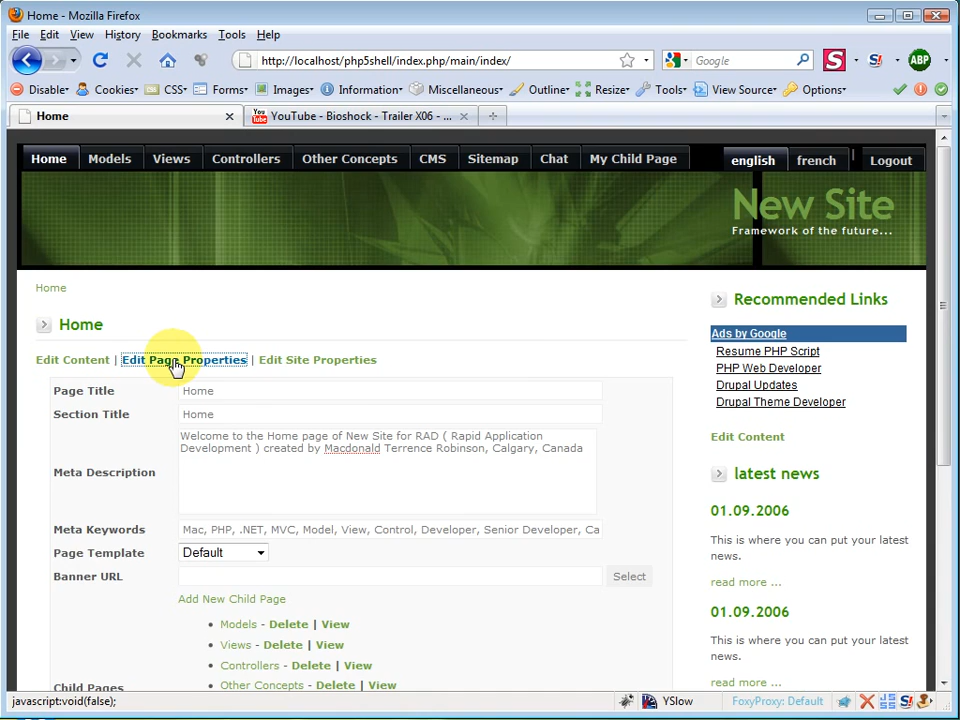 Home - Mozilla Firefox
File Edit View History Bookmarks Tools Help
http://localhost/php5shell/index.php/main/index/
Google
S
S!
ABP
Disable Cookies CSS Forms Images Information Miscellaneous Outline Resize Tools View Source Options
Home
You Tube
YouTube - Bioshock - Trailer X06 - ...
Home Models Views Controllers Other Concepts CMS Sitemap Chat My Child Page
english french | Logout
New Site
Framework of the future...
Home
Home
Edit Content | Edit Page Properties | Edit Site Properties
Page Title Home
Section Title Home
Meta Description
Welcome to the Home page of New Site for RAD ( Rapid Application
Development ) created by Macdonald Terrence Robinson, Calgary, Canada
Meta Keywords Mac, PHP, .NET, MVC, Model, View, Control, Developer, Senior Developer, Ca
Page Template Default
Banner URL Select
Add New Child Page
Models - Delete | View
Views - Delete | View
Controllers - Delete | View
Other Concepts - Delete | View
Child Pages
Recommended Links
Ads by Google
Resume PHP Script
PHP Web Developer
Drupal Updates
Drupal Theme Developer
Edit Content
latest news
01.09.2006
This is where you can put your latest
news.
read more ...
01.09.2006
This is where you can put your latest
news.
read more ...
javascript:void(false);
YSlow
FoxyProxy: Default